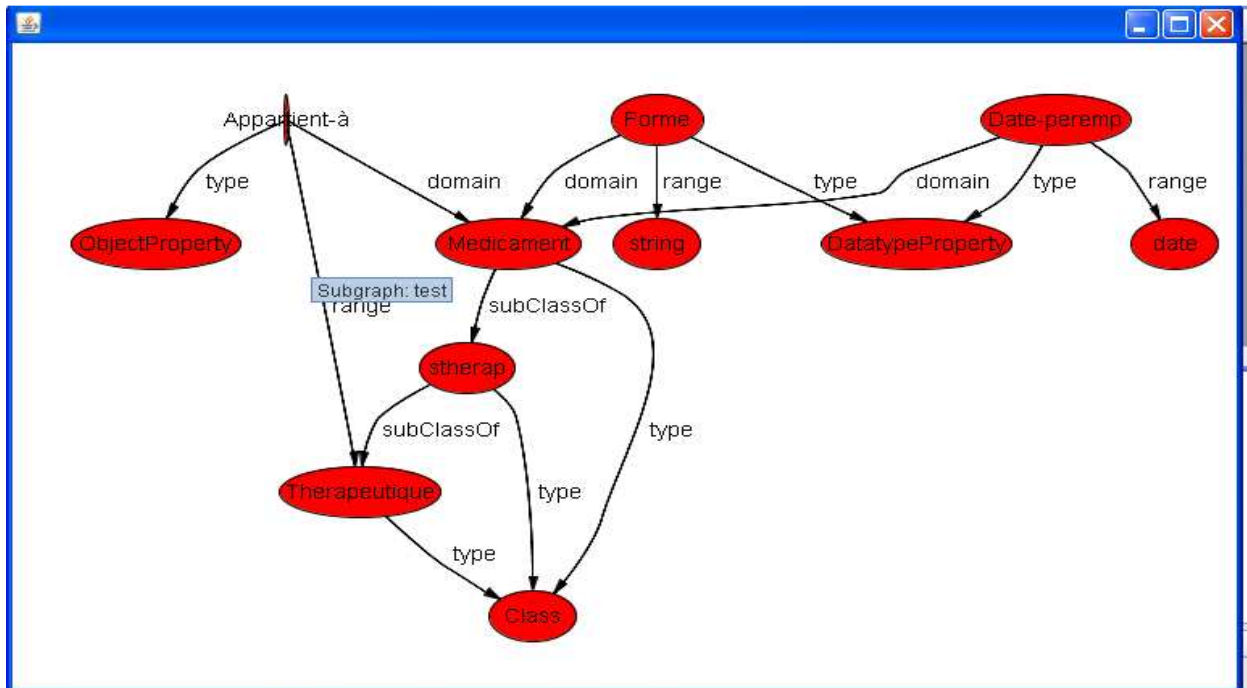 Appartient-à
Forme
Date-peremp
type
domain
domain
range
type
domain
type
range
ObjectProperty
Medicament
string
DatatypeProperty
date
Subgraph: test
range
subClassOf
stherap
subClassOf
type
Therapeutique
type
type
Class